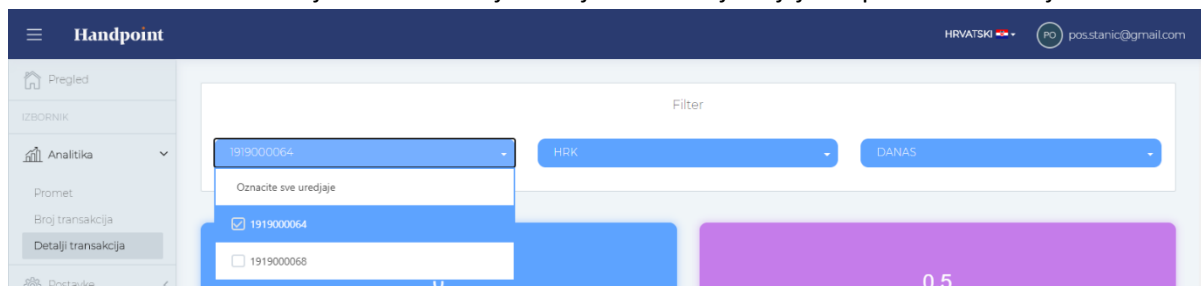 Handpoint
HRVATSKI
PO
pos.stanic@gmail.com
Pregled
IZBORNIK
Analitika
Promet
Broj transakcija
Detalji transakcija
Postavke
Filter
1919000064
HRK
DANAS
Oznacite sve uredjaje
1919000064
1919000068
0.5